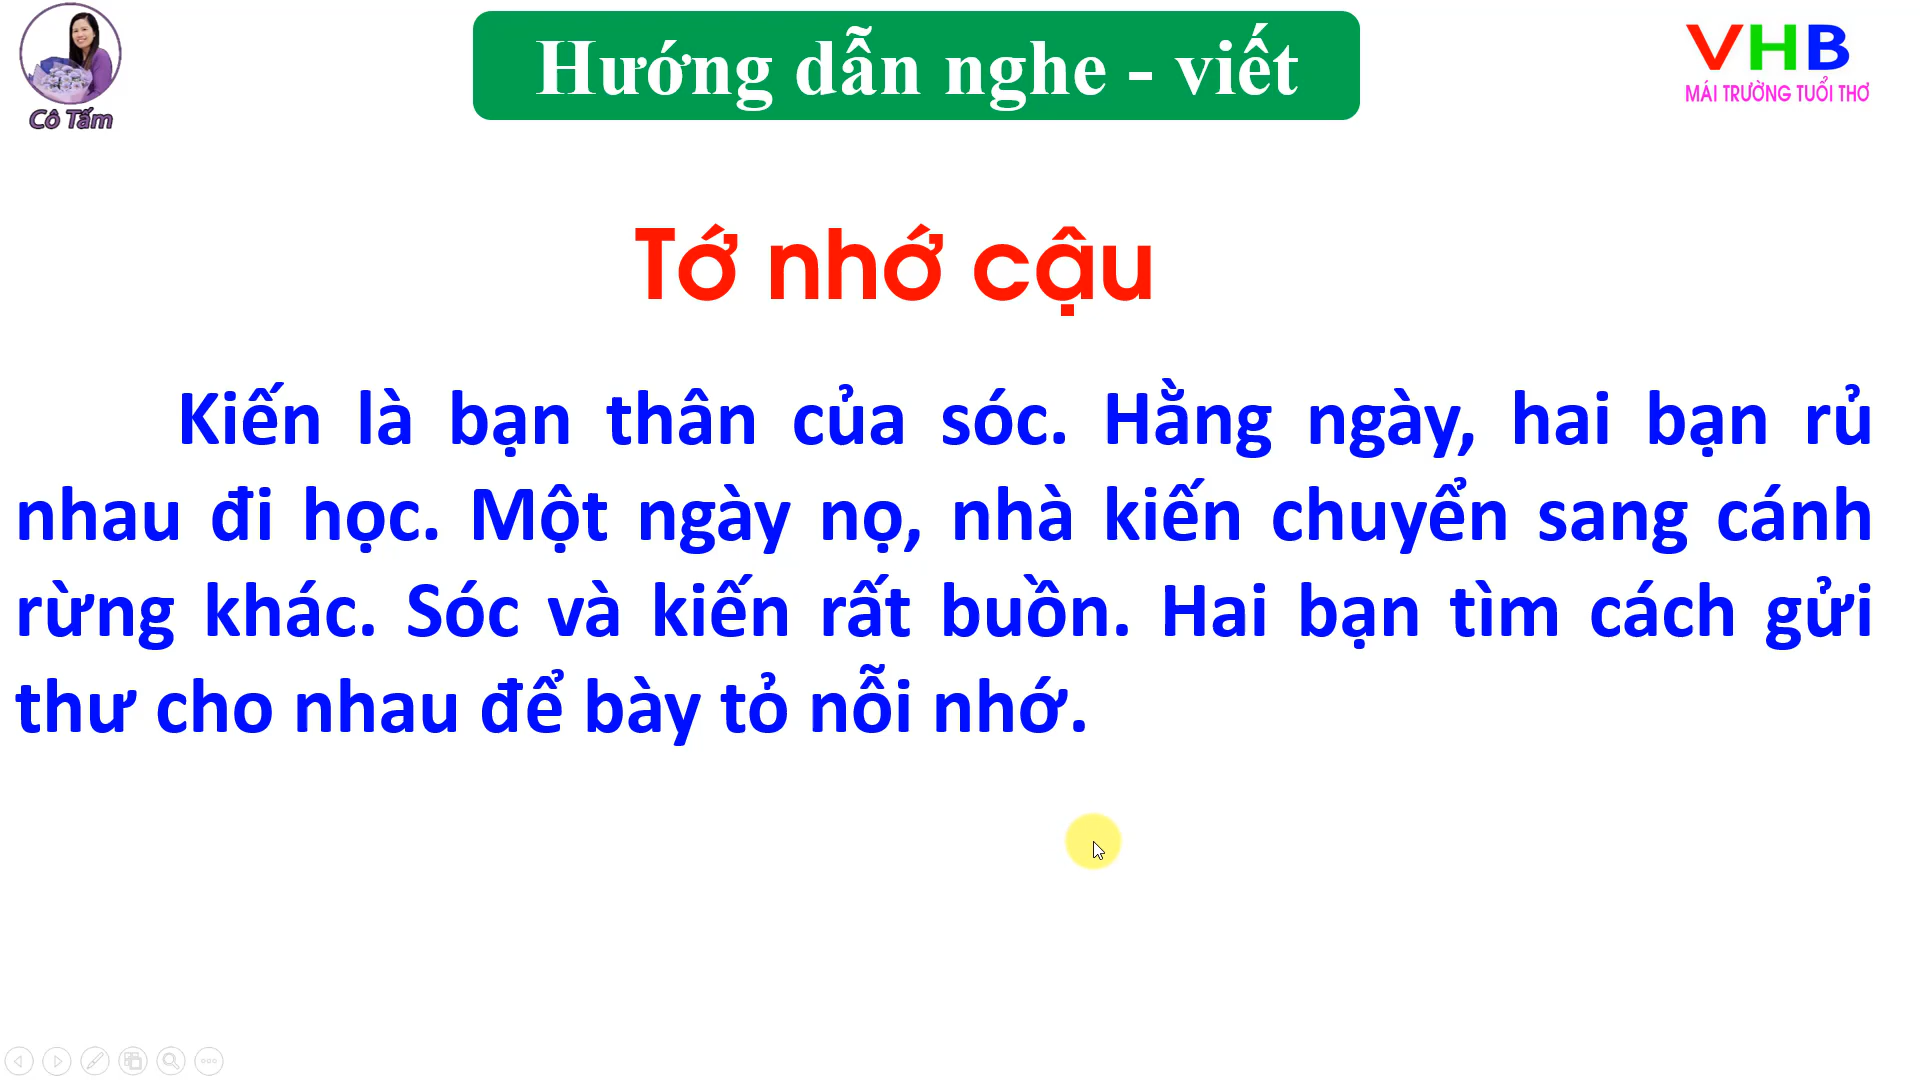 Hướng dẫn nghe - viết
VHB
MÁI TRƯỜNG TUỔI THƠ
Cô Tấm
Tớ nhớ cậu
Kiến là bạn thân của sóc. Hằng ngày, hai bạn rủ
nhau đi học. Một ngày nọ, nhà kiến chuyển sang cánh
rừng khác. Sóc và kiến rất buồn. Hai bạn tìm cách gửi
thư cho nhau để bày tỏ nỗi nhớ.